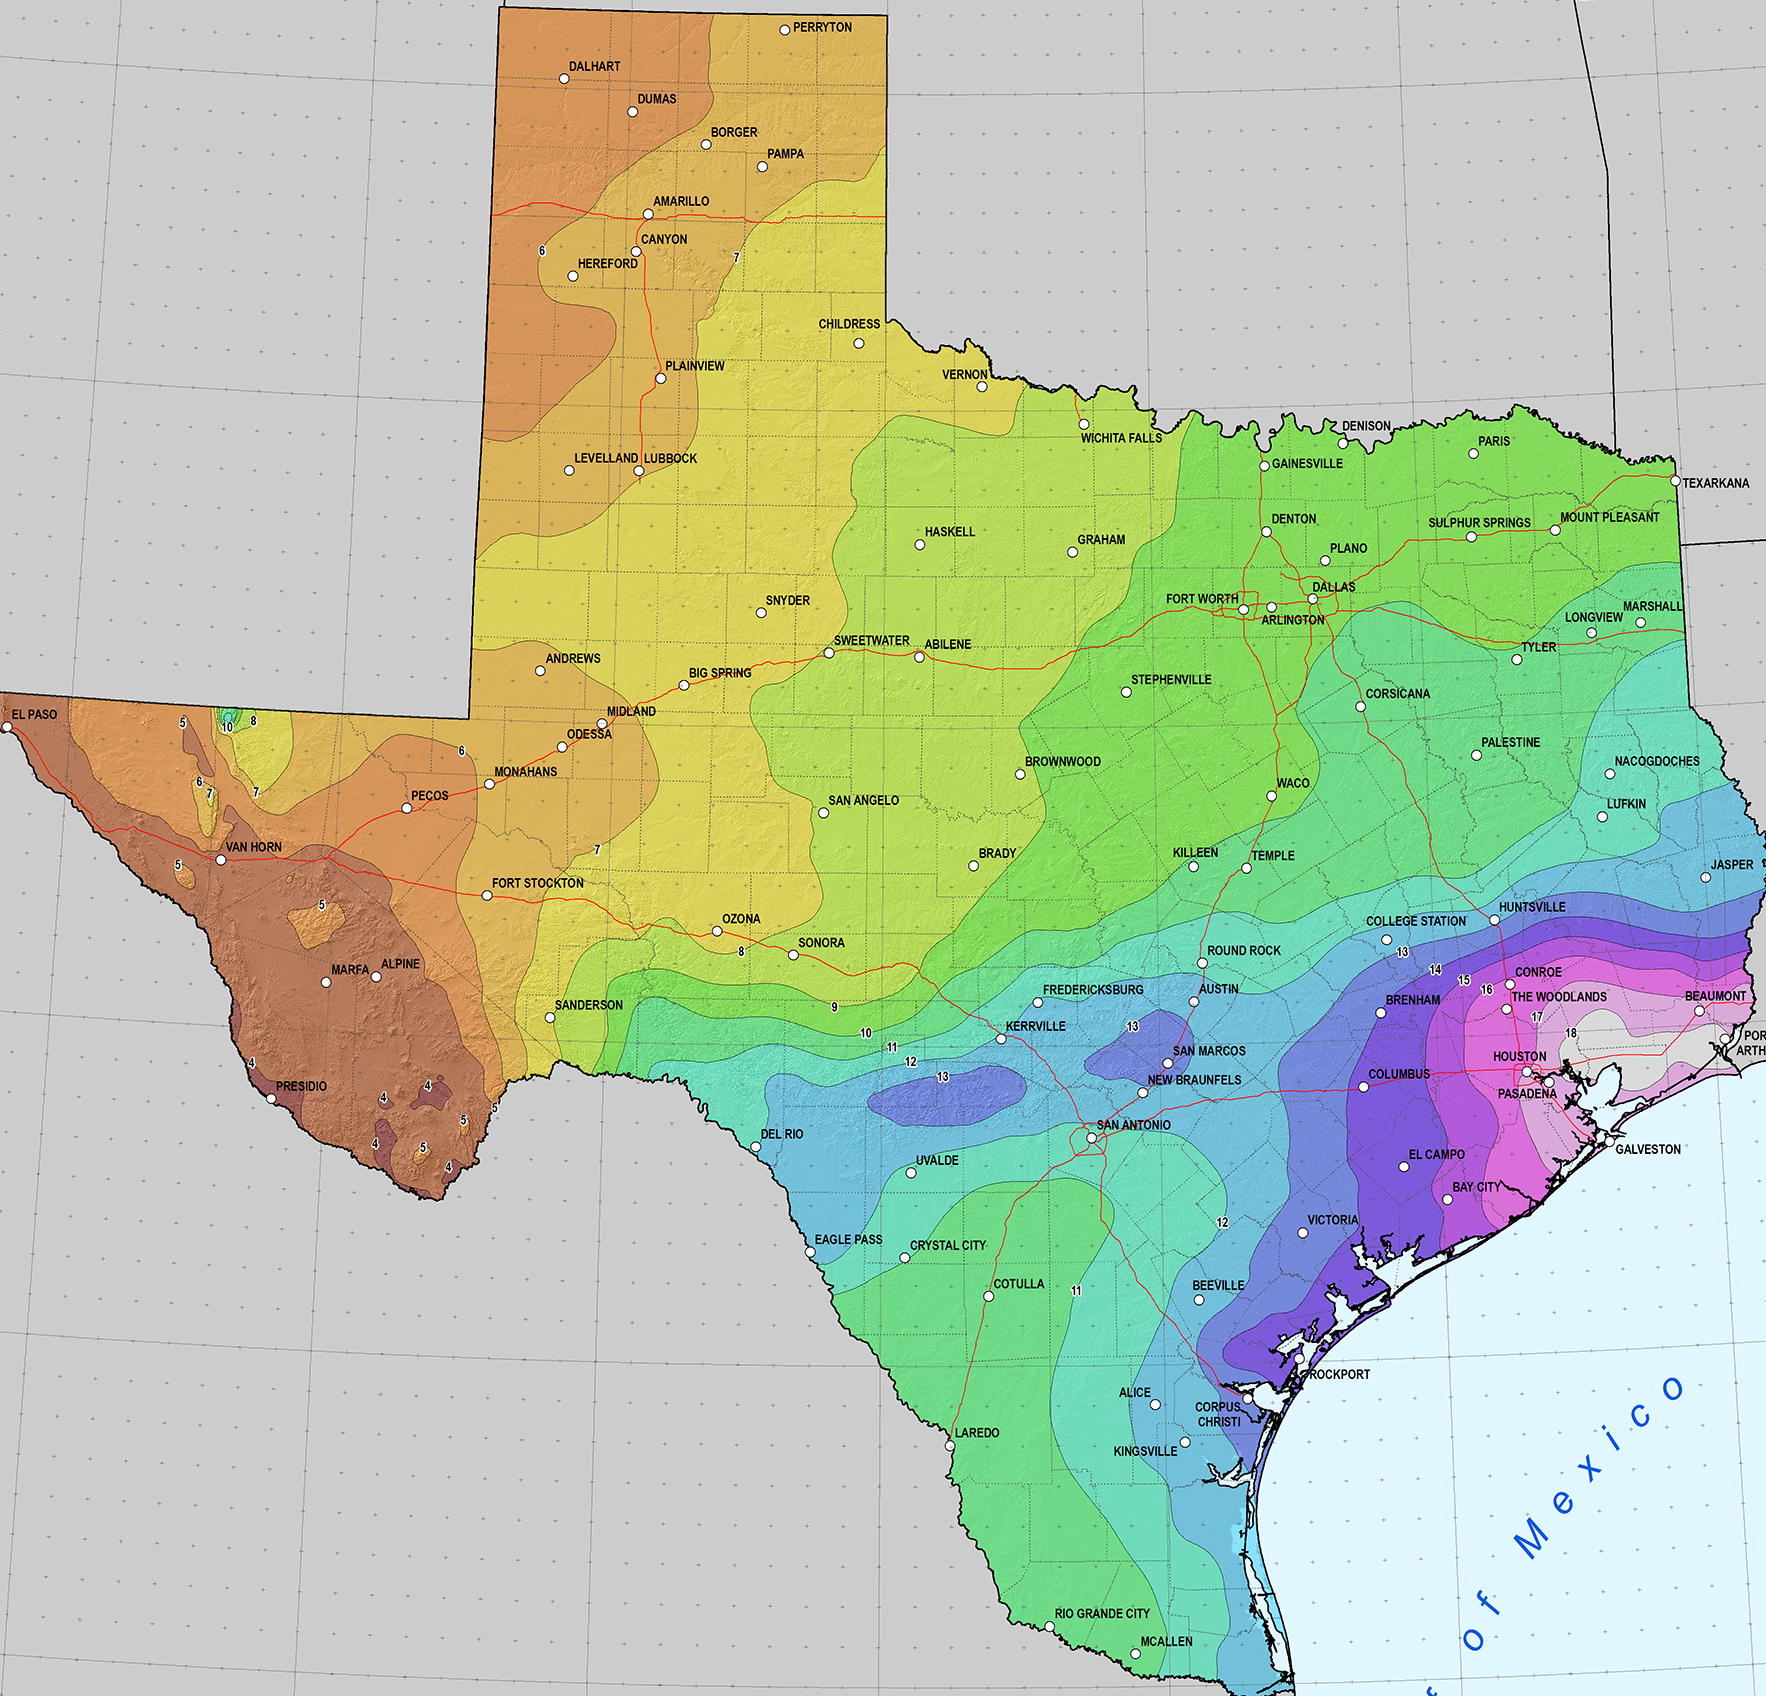 PERRYTON
DALHART
DUMAS
BORGER
PAMPA
AMARILLO
CANYON
6
7
HEREFORD
CHILDRESS
PLAINVIEW
VERNON
WICHITA FALLS
DENISON
PARIS
LEVELLAND
LUBBOCK
GAINESVILLE
TEXARKANA
HASKELL
GRAHAM
DENTON
SULPHUR SPRINGS
MOUNT PLEASANT
PLANO
DALLAS
SNYDER
FORT WORTH
ARLINGTON
LONGVIEW
MARSHALL
SWEETWATER
ABILENE
TYLER
ANDREWS
BIG SPRING
STEPHENVILLE
CORSICANA
EL PASO
5
10
8
MIDLAND
ODESSA
6
PALESTINE
NACOGDOCHES
BROWNWOOD
MONAHANS
6
7
7
PECOS
SAN ANGELO
WACO
LUFKIN
VAN HORN
7
BRADY
KILLEEN
TEMPLE
5
JASPER
FORT STOCKTON
5
HUNTSVILLE
OZONA
COLLEGE STATION
SONORA
8
ROUND ROCK
13
MARFA
ALPINE
14
CONROE
15
16
FREDERICKSBURG
AUSTIN
BRENHAM
THE WOODLANDS
BEAUMONT
SANDERSON
9
17
KERRVILLE
13
10
18
POR
ARTH
11
SAN MARCOS
HOUSTON
12
4
13
COLUMBUS
NEW BRAUNFELS
PASADENA
PRESIDIO
4
4
5
5
SAN ANTONIO
DEL RIO
4
5
GALVESTON
UVALDE
EL CAMPO
4
BAY CITY
12
VICTORIA
EAGLE PASS
CRYSTAL CITY
COTULLA
11
BEEVILLE
ROCKPORT
ALICE
CORPUS
CHRISTI
LAREDO
KINGSVILLE
RIO GRANDE CITY
MCALLEN
of Mexico